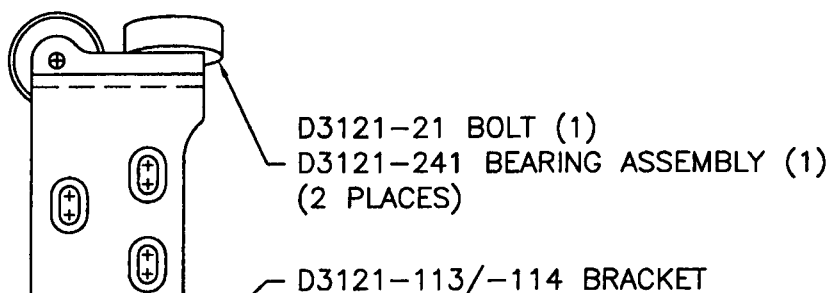 D3121-21 BOLT (1)
D3121-241 BEARING ASSEMBLY (1)
(2 PLACES)
D3121-113/-114 BRACKET